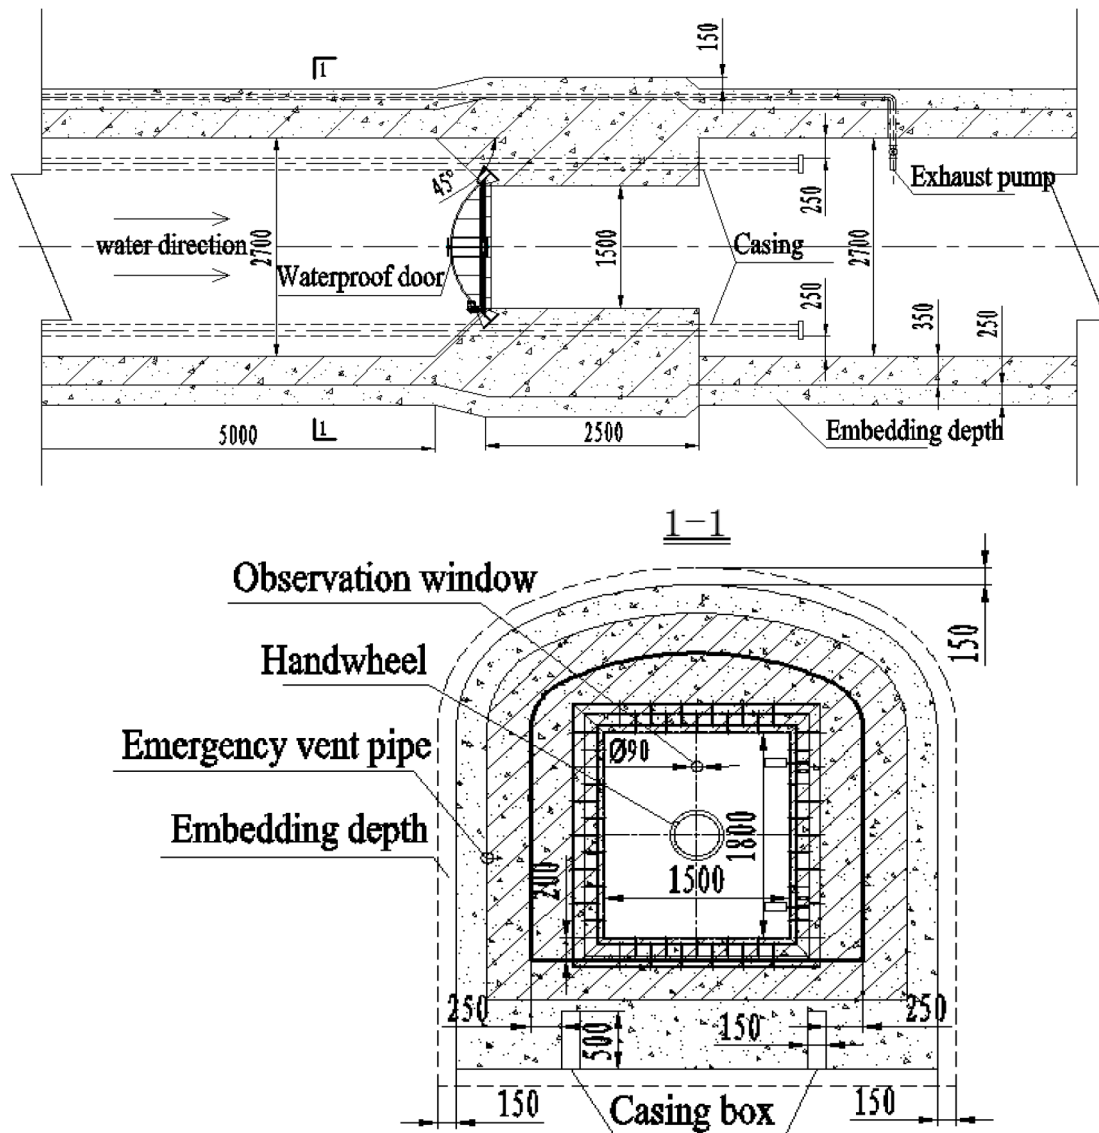 150
1
45°
Exhaust pump
250
water direction
2700
1500
Casing
2700
Waterproof door
250
350
250
1
5000
2500
Embedding depth
1-1
Observation window
150
Handwheel
Emergency vent pipe
Ø90
Embedding depth
1800
200
1500
250
500
150
250
150
Casing box
150